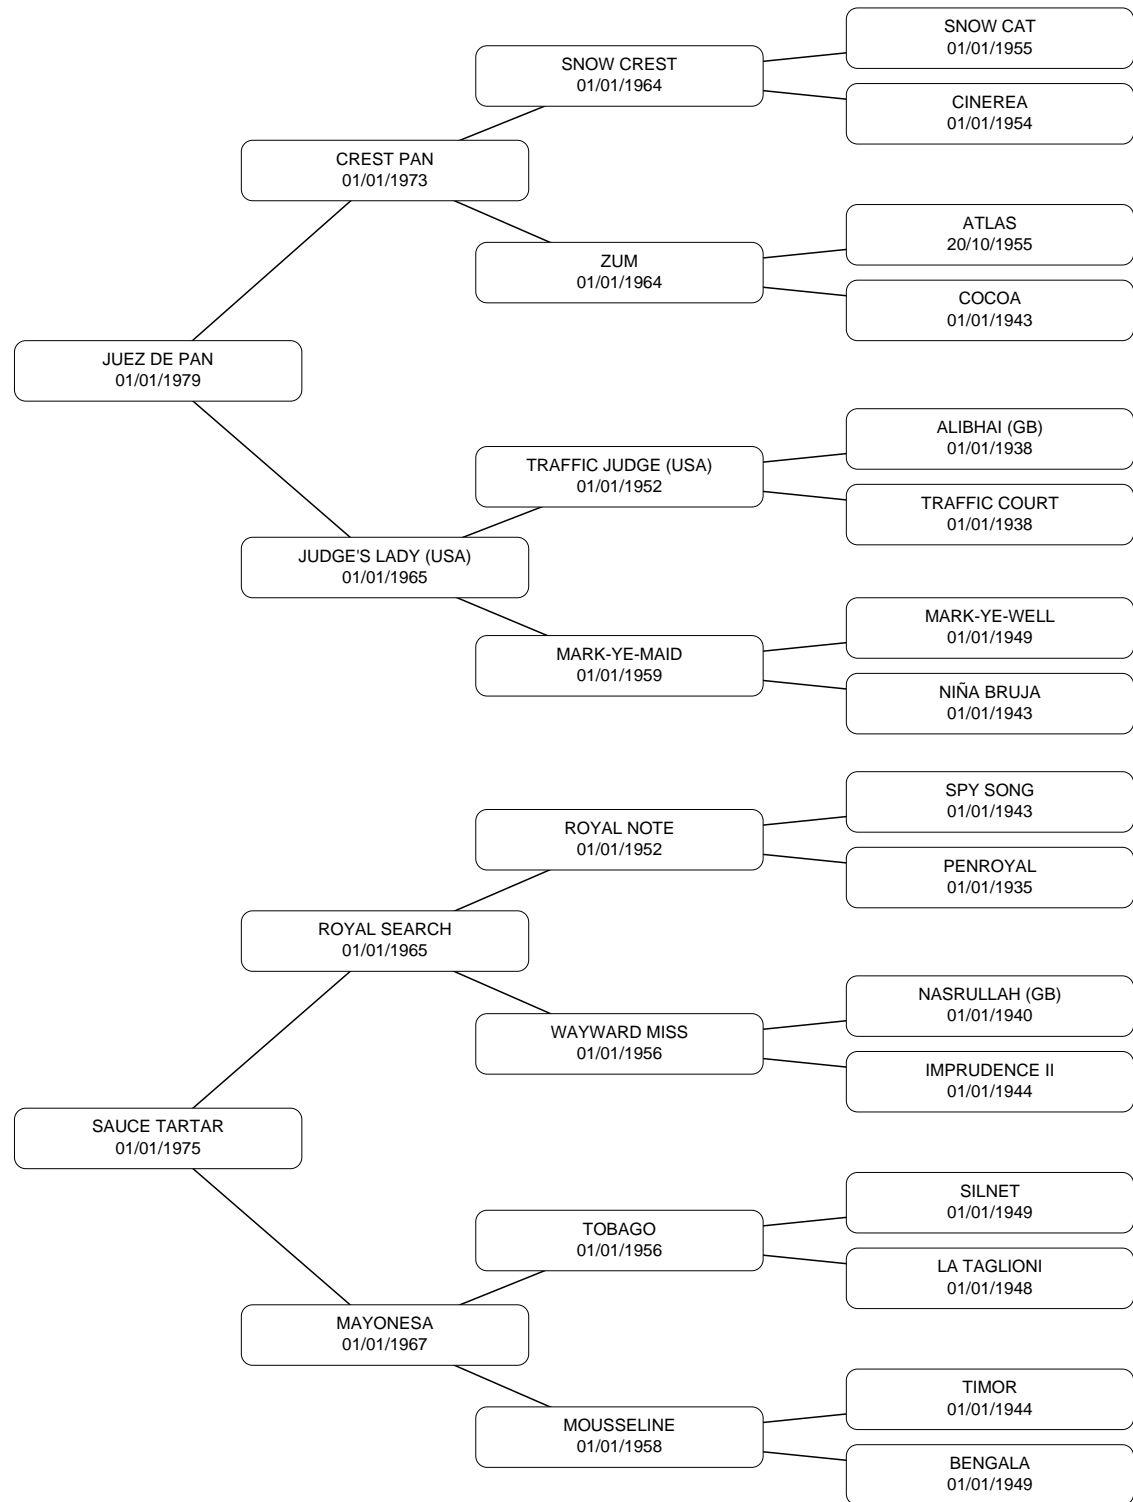 SNOW CAT
01/01/1955
SNOW CREST
01/01/1964
CINEREA
01/01/1954
CREST PAN
01/01/1973
ATLAS
20/10/1955
ZUM
01/01/1964
COCOA
01/01/1943
JUEZ DE PAN
01/01/1979
ALIBHAI (GB)
01/01/1938
TRAFFIC JUDGE (USA)
01/01/1952
TRAFFIC COURT
01/01/1938
JUDGE'S LADY (USA)
01/01/1965
MARK-YE-WELL
01/01/1949
MARK-YE-MAID
01/01/1959
NIÑA BRUJA
01/01/1943
SPY SONG
01/01/1943
ROYAL NOTE
01/01/1952
PENROYAL
01/01/1935
ROYAL SEARCH
01/01/1965
NASRULLAH (GB)
01/01/1940
WAYWARD MISS
01/01/1956
IMPRUDENCE II
01/01/1944
SAUCE TARTAR
01/01/1975
SILNET
01/01/1949
TOBAGO
01/01/1956
LA TAGLIONI
01/01/1948
MAYONESA
01/01/1967
TIMOR
01/01/1944
MOUSSELINE
01/01/1958
BENGALA
01/01/1949